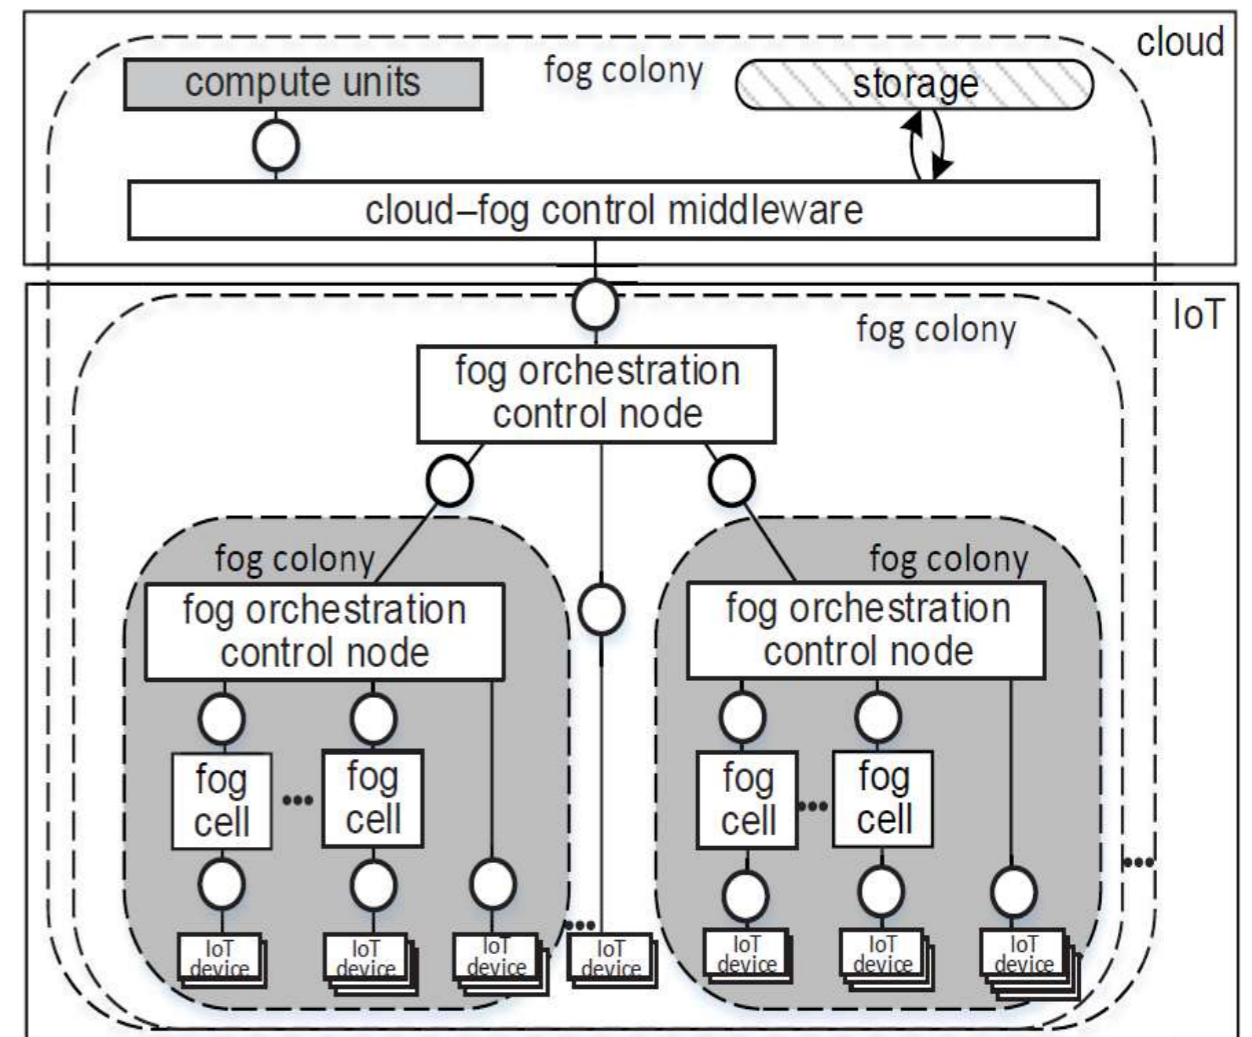 cloud
fog colony
compute units
storage
cloud–fog control middleware
IoT
fog colony
fog orchestration
control node
fog colony
fog orchestration
control node
fog colony
fog orchestration
control node
fog
cell
•••
fog
cell
fog
cell
•••
fog
cell
•••
•••
IoT
device
IoT
device
IoT
device
IoT
device
IoT
device
IoT
device
IoT
device